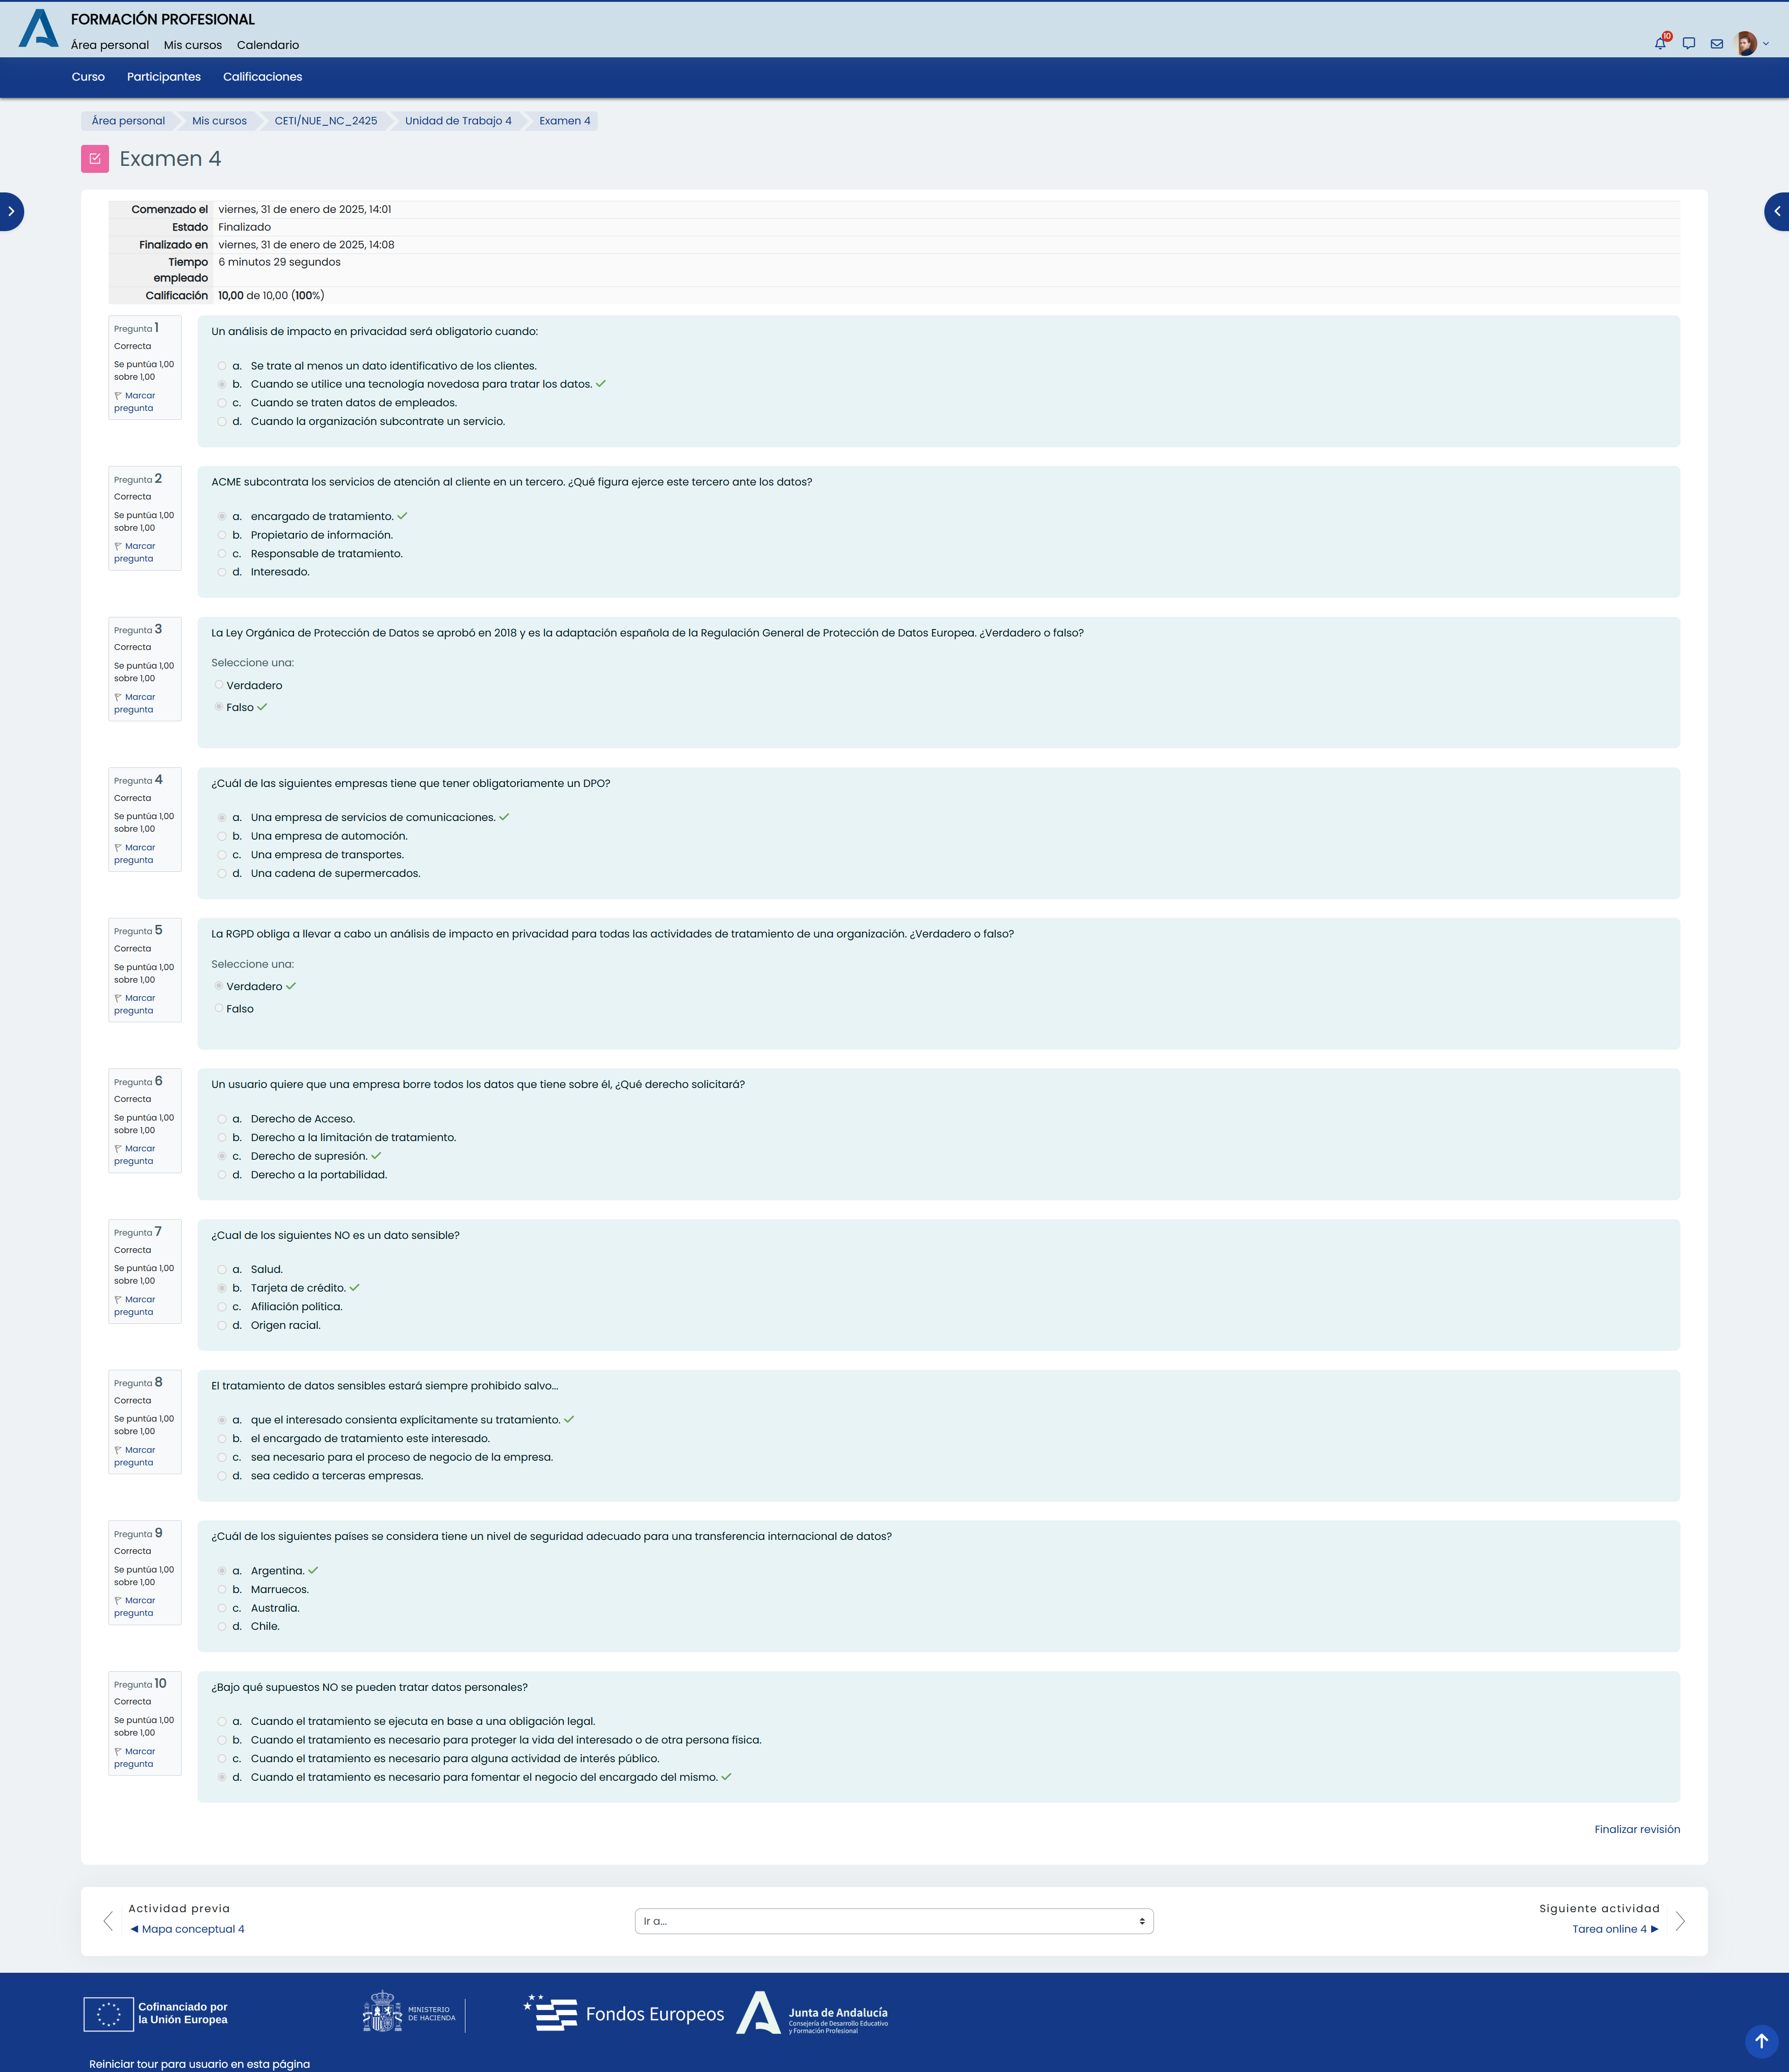 FORMACIÓN PROFESIONAL
Área personal Mis cursos Calendario
10
Curso Participantes Calificaciones
Área personal Mis cursos CETI/NUE_NC_2425 Unidad de Trabajo 4 Examen 4
Examen 4
Comenzado el viernes, 31 de enero de 2025, 14:01
Estado Finalizado
Finalizado en viernes, 31 de enero de 2025, 14:08
Tiempo 6 minutos 29 segundos
empleado
Calificación 10,00 de 10,00 (100%)
Pregunta 1
Correcta
Se puntúa 1,00
sobre 1,00
Marcar
pregunta
Un análisis de impacto en privacidad será obligatorio cuando:
a. Se trate al menos un dato identificativo de los clientes.
b. Cuando se utilice una tecnología novedosa para tratar los datos.
c. Cuando se traten datos de empleados.
d. Cuando la organización subcontrate un servicio.
Pregunta 2
Correcta
Se puntúa 1,00
sobre 1,00
Marcar
pregunta
ACME subcontrata los servicios de atención al cliente en un tercero. ¿Qué figura ejerce este tercero ante los datos?
a. encargado de tratamiento.
b. Propietario de información.
c. Responsable de tratamiento.
d. Interesado.
Pregunta 3
Correcta
Se puntúa 1,00
sobre 1,00
Marcar
pregunta
La Ley Orgánica de Protección de Datos se aprobó en 2018 y es la adaptación española de la Regulación General de Protección de Datos Europea. ¿Verdadero o falso?
Seleccione una:
Verdadero
Falso
Pregunta 4
Correcta
Se puntúa 1,00
sobre 1,00
Marcar
pregunta
¿Cuál de las siguientes empresas tiene que tener obligatoriamente un DPO?
a. Una empresa de servicios de comunicaciones.
b. Una empresa de automoción.
c. Una empresa de transportes.
d. Una cadena de supermercados.
Pregunta 5
Correcta
Se puntúa 1,00
sobre 1,00
Marcar
pregunta
La RGPD obliga a llevar a cabo un análisis de impacto en privacidad para todas las actividades de tratamiento de una organización. ¿Verdadero o falso?
Seleccione una:
Verdadero
Falso
Pregunta 6
Correcta
Se puntúa 1,00
sobre 1,00
Marcar
pregunta
Un usuario quiere que una empresa borre todos los datos que tiene sobre él, ¿Qué derecho solicitará?
a. Derecho de Acceso.
b. Derecho a la limitación de tratamiento.
c. Derecho de supresión.
d. Derecho a la portabilidad.
Pregunta 7
Correcta
Se puntúa 1,00
sobre 1,00
Marcar
pregunta
¿Cual de los siguientes NO es un dato sensible?
a. Salud.
b. Tarjeta de crédito.
c. Afiliación política.
d. Origen racial.
Pregunta 8
Correcta
Se puntúa 1,00
sobre 1,00
Marcar
pregunta
El tratamiento de datos sensibles estará siempre prohibido salvo...
a. que el interesado consienta explícitamente su tratamiento.
b. el encargado de tratamiento este interesado.
c. sea necesario para el proceso de negocio de la empresa.
d. sea cedido a terceras empresas.
Pregunta 9
Correcta
Se puntúa 1,00
sobre 1,00
Marcar
pregunta
¿Cuál de los siguientes países se considera tiene un nivel de seguridad adecuado para una transferencia internacional de datos?
a. Argentina.
b. Marruecos.
c. Australia.
d. Chile.
Pregunta 10
Correcta
Se puntúa 1,00
sobre 1,00
Marcar
pregunta
¿Bajo qué supuestos NO se pueden tratar datos personales?
a. Cuando el tratamiento se ejecuta en base a una obligación legal.
b. Cuando el tratamiento es necesario para proteger la vida del interesado o de otra persona física.
c. Cuando el tratamiento es necesario para alguna actividad de interés público.
d. Cuando el tratamiento es necesario para fomentar el negocio del encargado del mismo.
Finalizar revisión
Actividad previa
◄ Mapa conceptual 4
Ir a...
Siguiente actividad
Tarea online 4 ►
Cofinanciado por
la Unión Europea
MINISTERIO
DE HACIENDA
Fondos Europeos
Junta de Andalucía
Consejería de Desarrollo Educativo
y Formación Profesional
Reiniciar tour para usuario en esta página